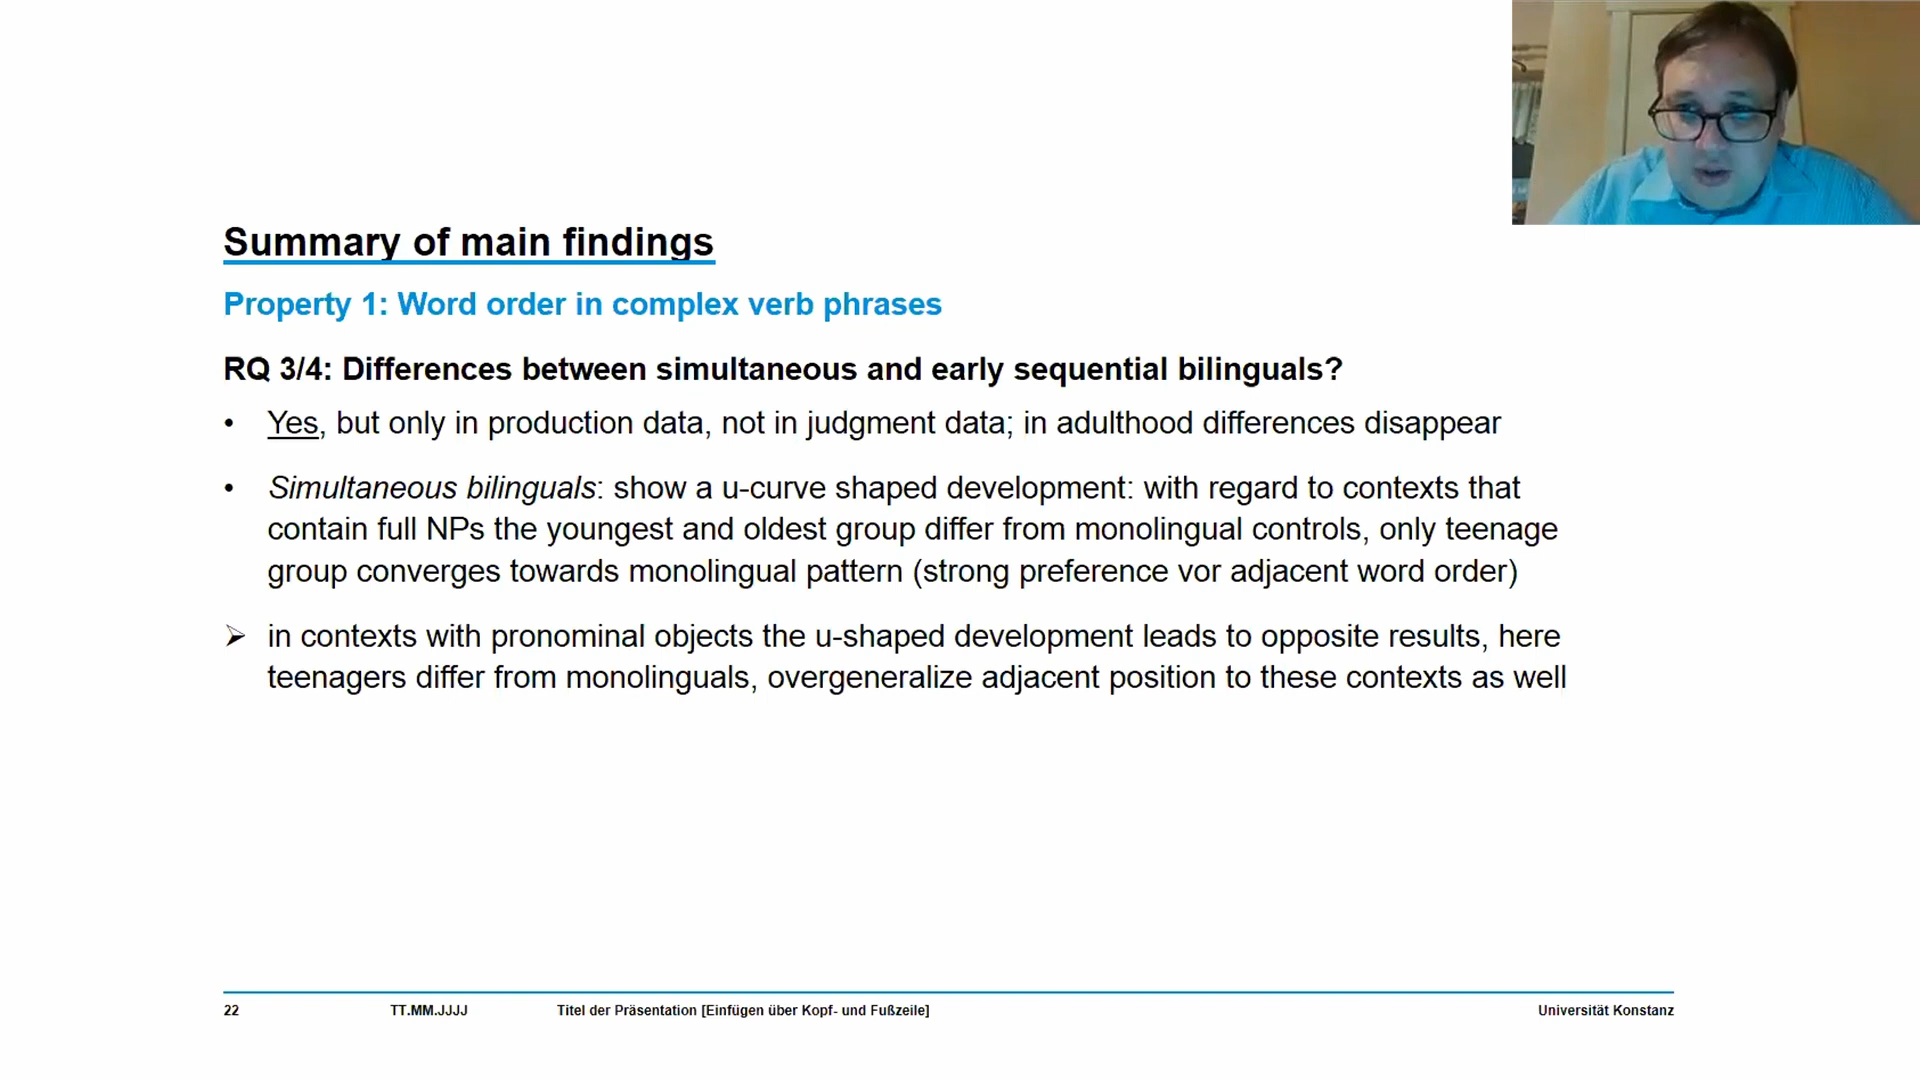 Summary of main findings
Property 1: Word order in complex verb phrases
RQ 3/4: Differences between simultaneous and early sequential bilinguals?
• Yes, but only in production data, not in judgment data; in adulthood differences disappear
• Simultaneous bilinguals: show a u-curve shaped development: with regard to contexts that
contain full NPs the youngest and oldest group differ from monolingual controls, only teenage
group converges towards monolingual pattern (strong preference vor adjacent word order)
➢ in contexts with pronominal objects the u-shaped development leads to opposite results, here
teenagers differ from monolinguals, overgeneralize adjacent position to these contexts as well
22 TT.MM.JJJJ Titel der Präsentation [Einfügen über Kopf- und Fußzeile] Universität Konstanz